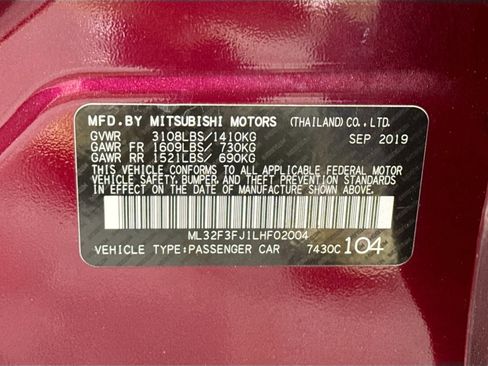 MFD.BY MITSUBISHI MOTORS (THAILAND) CO., LTD.
GVWR 3108LBS/1410KG SEP 2019
GAWR FR 1609LBS/ 730KG
GAWR RR 1521LBS/ 690KG
THIS VEHICLE CONFORMS TO ALL APPLICABLE FEDERAL MOTOR
VEHICLE SAFETY, BUMPER, AND THEFT PREVENTION STANDARDS
IN EFFECT ON THE DATE OF MANUFACTURE SHOWN ABOVE.
ML32F3FJ1LHF02004
VEHICLE TYPE:PASSENGER CAR 7430C 104